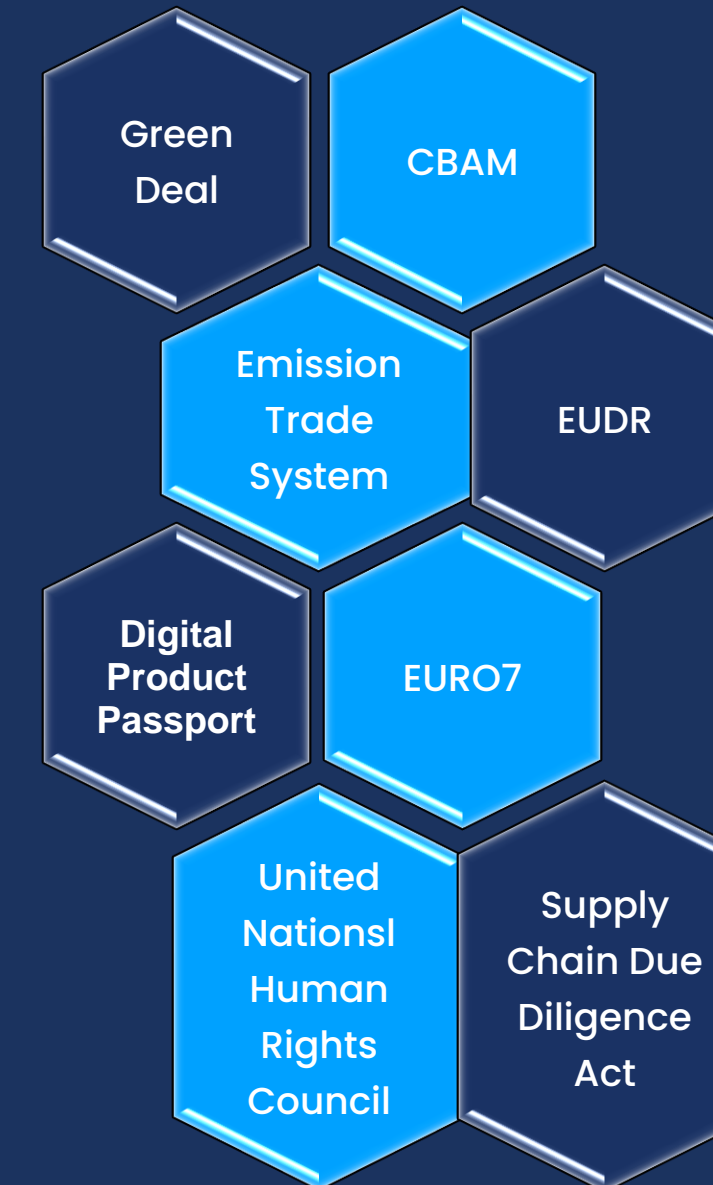 Green
Deal
CBAM
Emission
Trade
System
EUDR
Digital
Product
Passport
EURO7
United
Nationsl
Human
Rights
Council
Supply
Chain Due
Diligence
Act